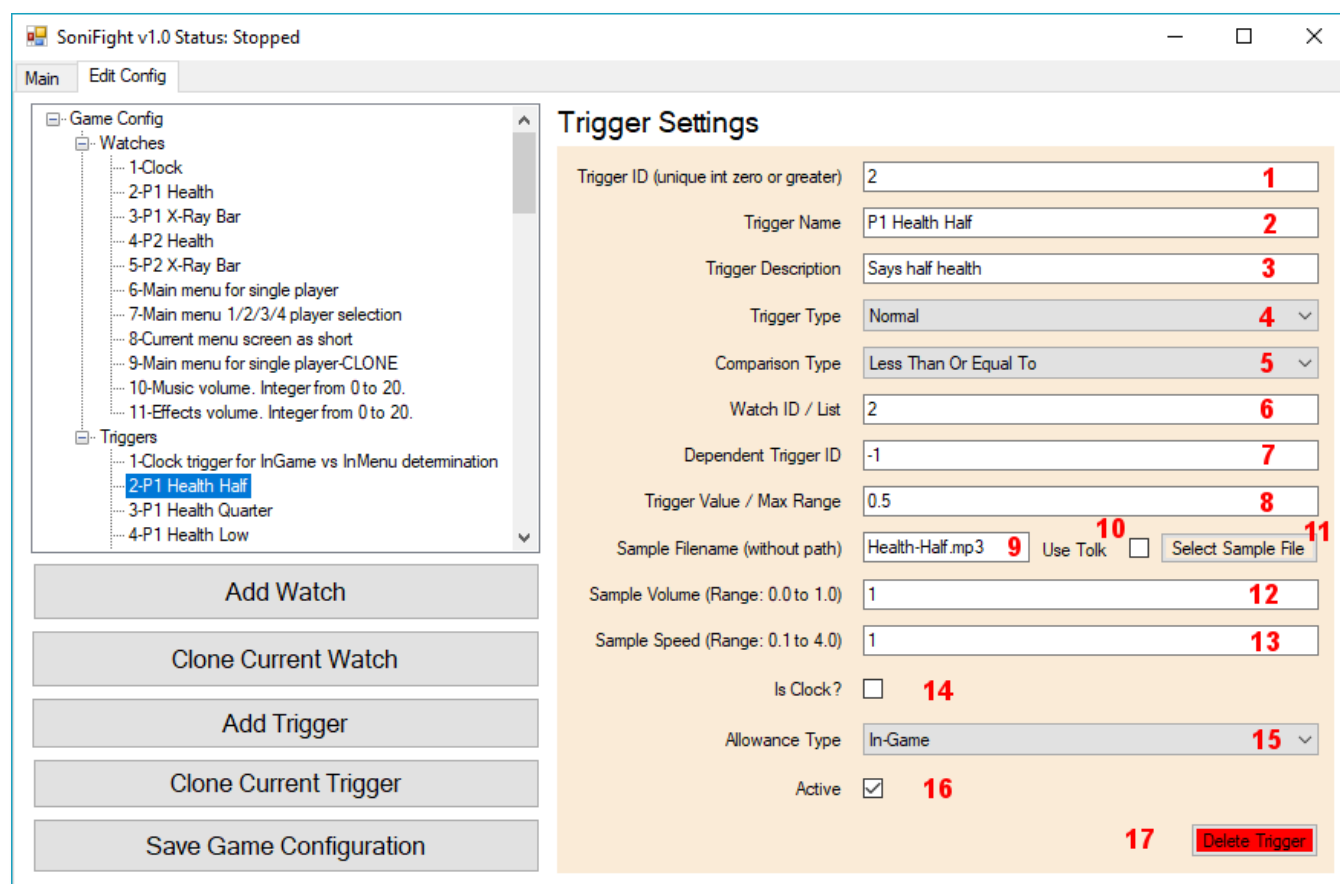 SoniFight v1.0 Status: Stopped
Main
Edit Config
Game Config
Watches
1-Clock
2-P1 Health
3-P1 X-Ray Bar
4-P2 Health
5-P2 X-Ray Bar
6-Main menu for single player
7-Main menu 1/2/3/4 player selection
8-Current menu screen as short
9-Main menu for single player-CLONE
10-Music volume. Integer from 0 to 20.
11-Effects volume. Integer from 0 to 20.
Triggers
1-Clock trigger for InGame vs InMenu determination
2-P1 Health Half
3-P1 Health Quarter
4-P1 Health Low
Add Watch
Clone Current Watch
Add Trigger
Clone Current Trigger
Save Game Configuration
Trigger Settings
Trigger ID (unique int zero or greater) 2 1
Trigger Name P1 Health Half 2
Trigger Description Says half health 3
Trigger Type Normal 4
Comparison Type Less Than Or Equal To 5
Watch ID / List 2 6
Dependent Trigger ID -1 7
Trigger Value / Max Range 0.5 8
Sample Filename (without path) Health-Half.mp3 9 Use Tolk 10 Select Sample File 11
Sample Volume (Range: 0.0 to 1.0) 1 12
Sample Speed (Range: 0.1 to 4.0) 1 13
Is Clock? 14
Allowance Type In-Game 15
Active 16
17 Delete Trigger